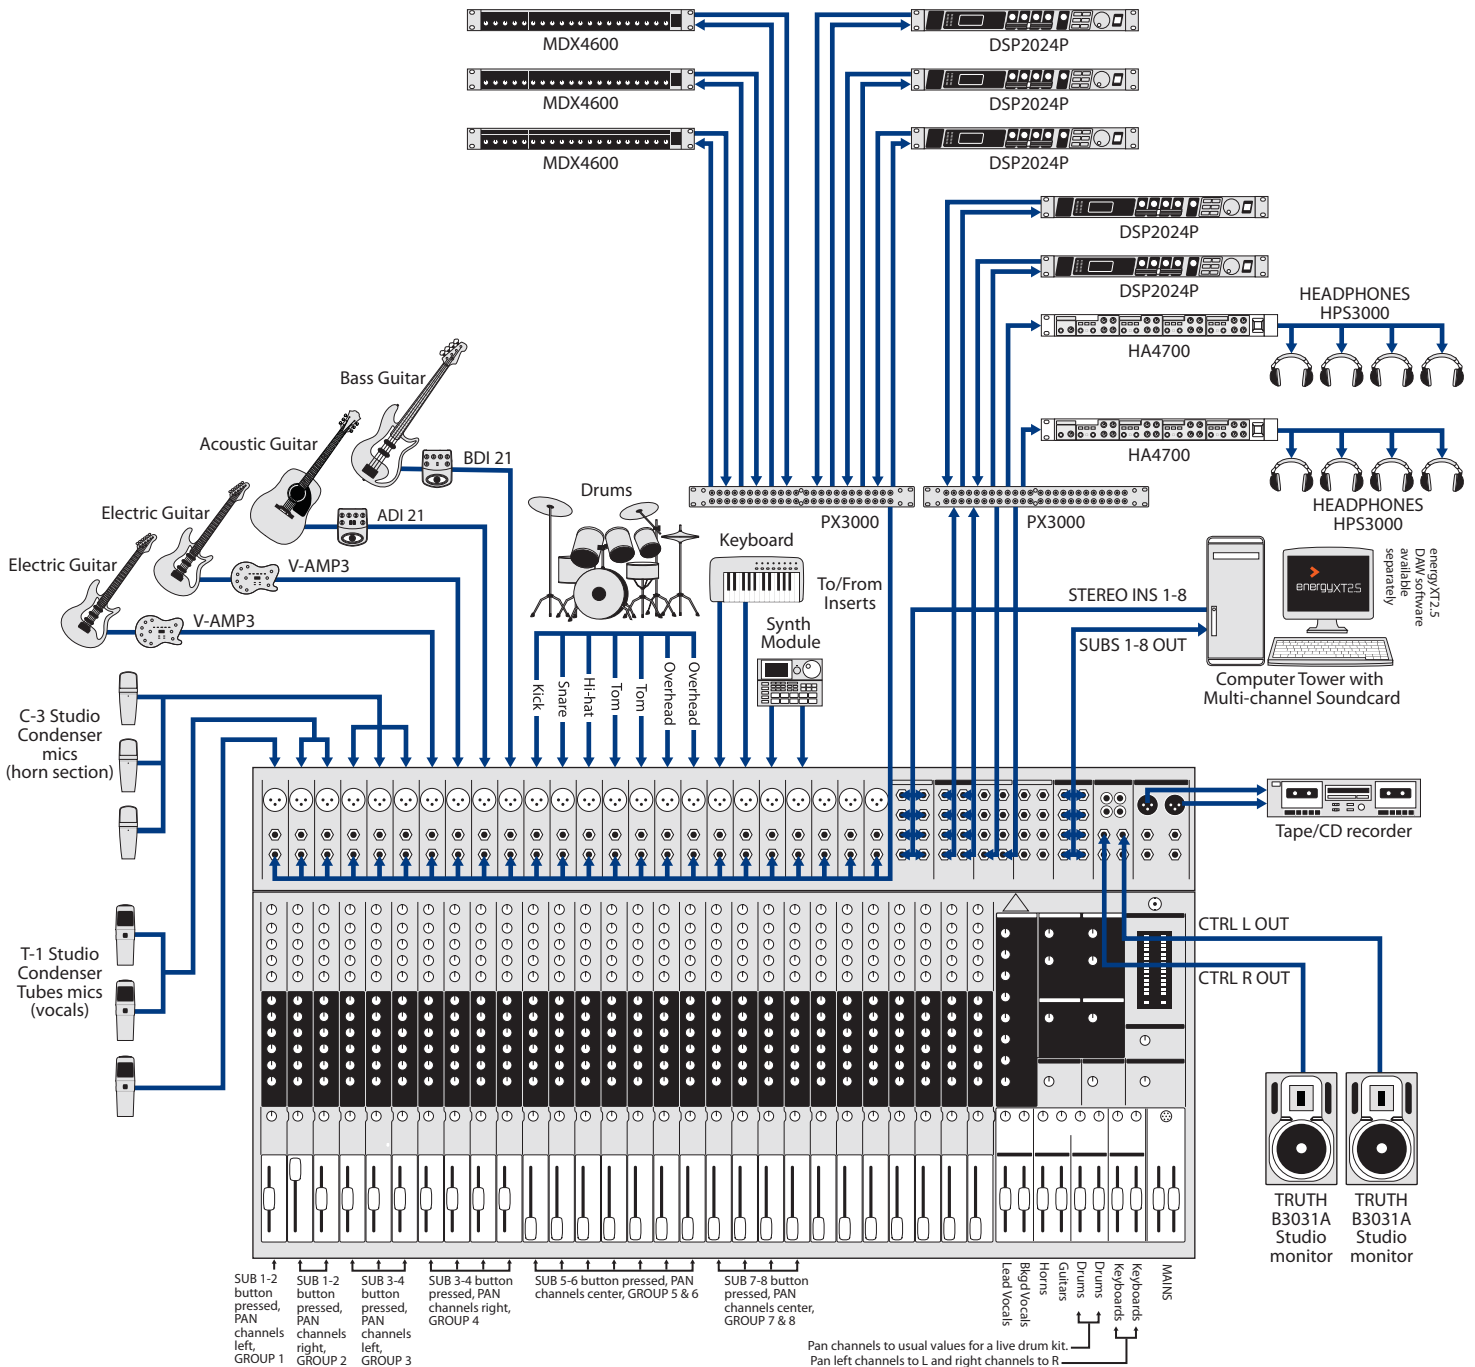 MDX4600
DSP2024P
MDX4600
DSP2024P
MDX4600
DSP2024P
DSP2024P
DSP2024P
HEADPHONES
HPS3000
HA4700
HA4700
HEADPHONES
HPS3000
Bass Guitar
BDI 21
Acoustic Guitar
ADI 21
Electric Guitar
V-AMP3
Electric Guitar
V-AMP3
Drums
PX3000
PX3000
Keyboard
To/From
Inserts
Synth
Module
Kick
Snare
Hi-hat
Tom
Tom
Overhead
Overhead
STEREO INS 1-8
SUBS 1-8 OUT
energyXT2.5
energyXT2.5
DAW software
available
separately
Computer Tower with
Multi-channel Soundcard
C-3 Studio
Condenser
mics
(horn section)
Tape/CD recorder
T-1 Studio
Condenser
Tubes mics
(vocals)
CTRL L OUT
CTRL R OUT
TRUTH
B3031A
Studio
monitor
TRUTH
B3031A
Studio
monitor
SUB 1-2
button
pressed,
PAN
channels
left,
GROUP 1
SUB 1-2
button
pressed,
PAN
channels
right,
GROUP 2
SUB 3-4
button
pressed,
PAN
channels
left,
GROUP 3
SUB 3-4 button
pressed, PAN
channels right,
GROUP 4
SUB 5-6 button pressed, PAN
channels center, GROUP 5 & 6
SUB 7-8 button
pressed, PAN
channels center,
GROUP 7 & 8
Lead Vocals
Bkgd Vocals
Horns
Guitars
Drums
Drums
Keyboards
Keyboards
MAINS
Pan channels to usual values for a live drum kit.
Pan left channels to L and right channels to R